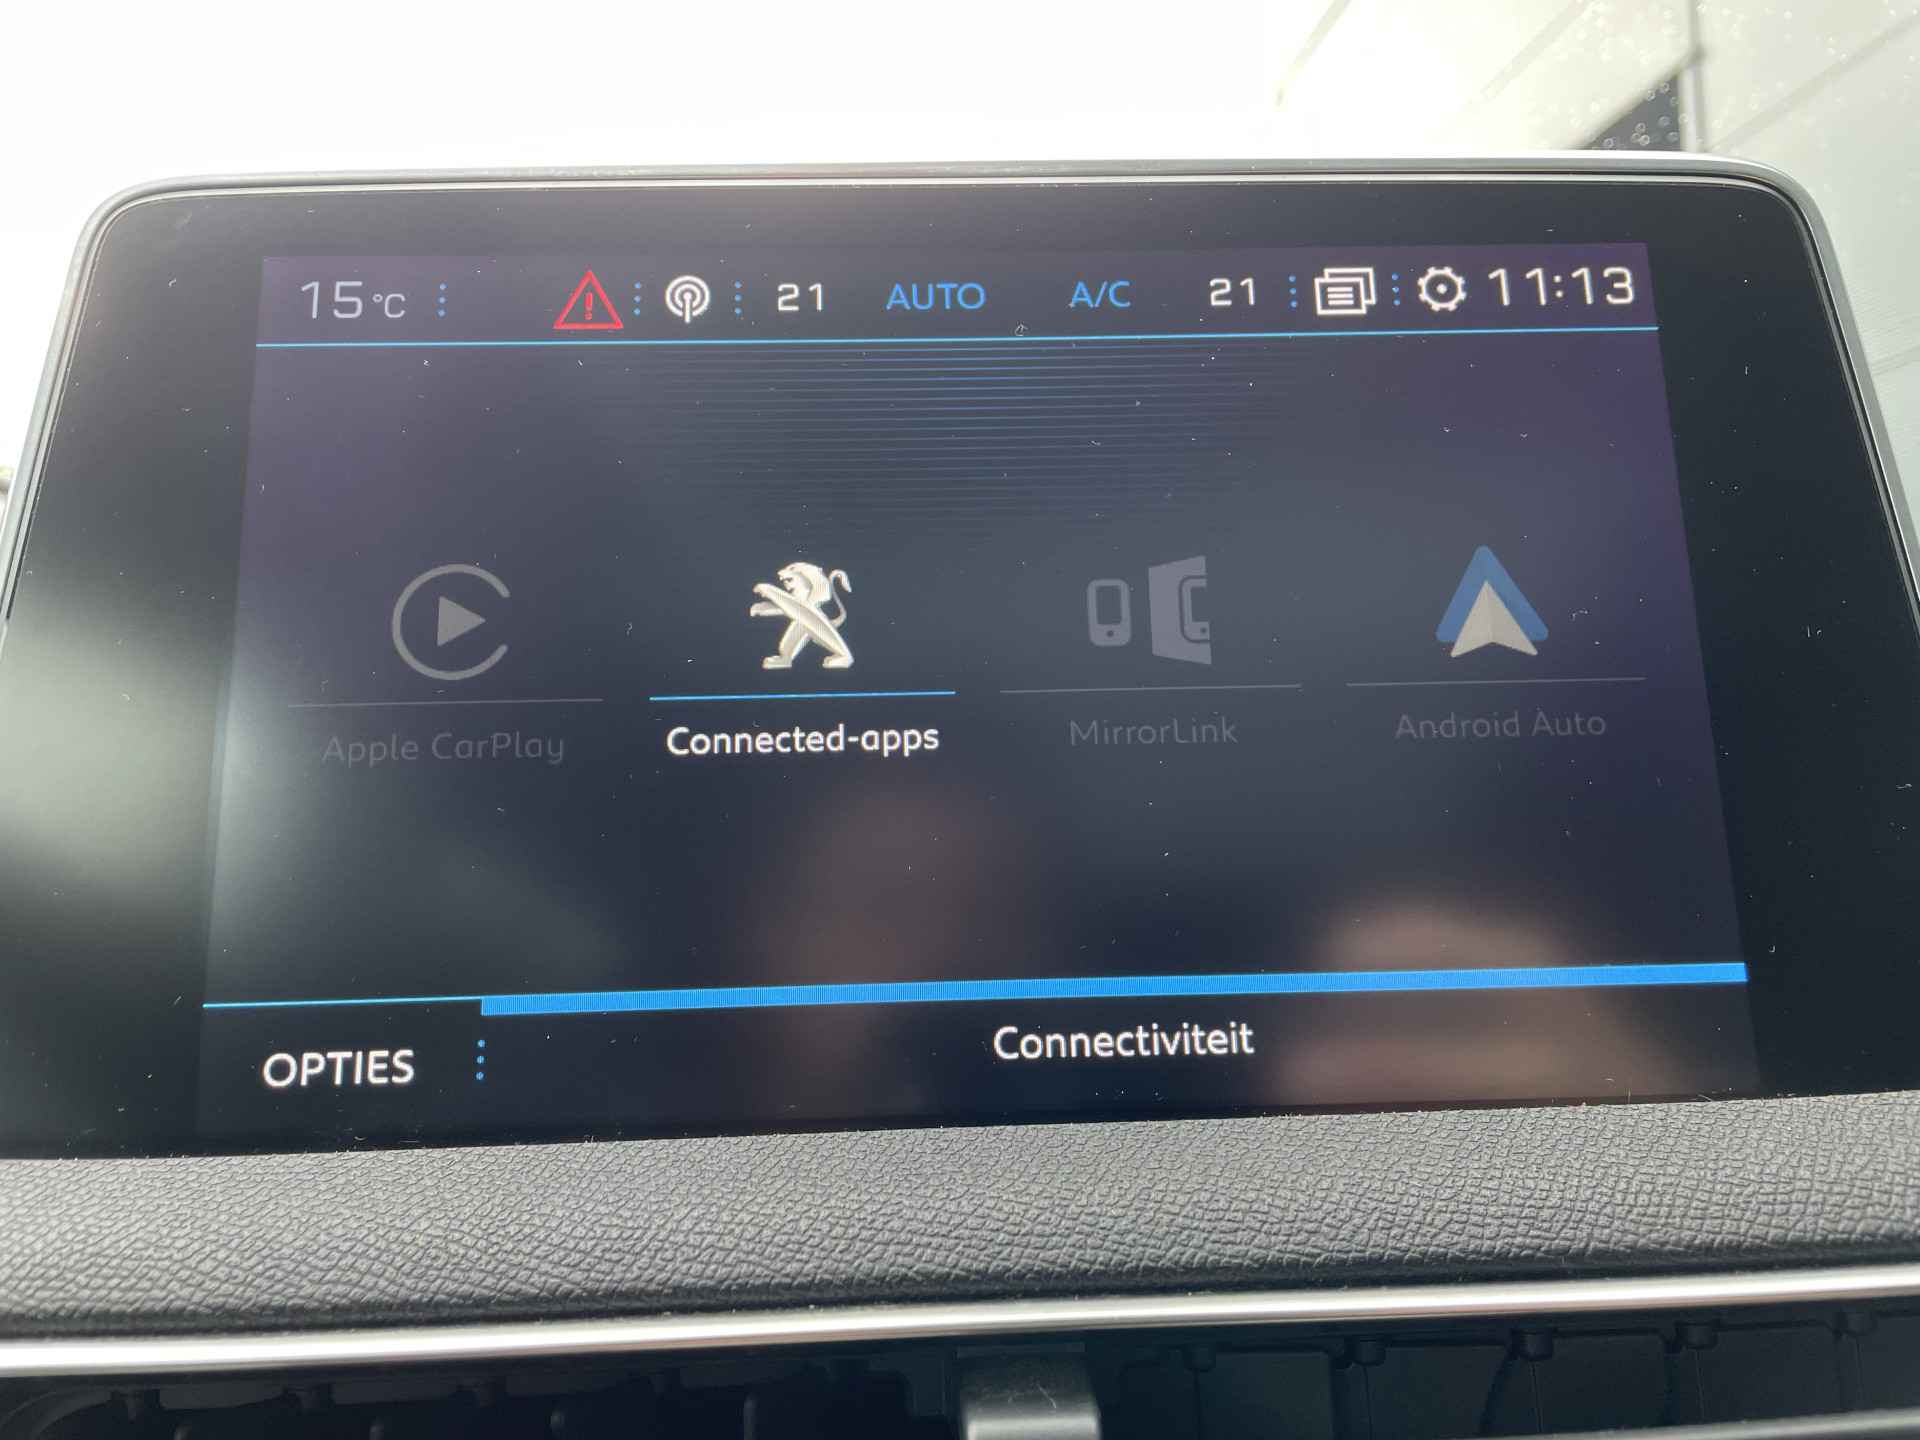 15 °C 21 AUTO A/C 21 11:13
Apple CarPlay Connected-apps MirrorLink Android Auto
OPTIES Connectiviteit